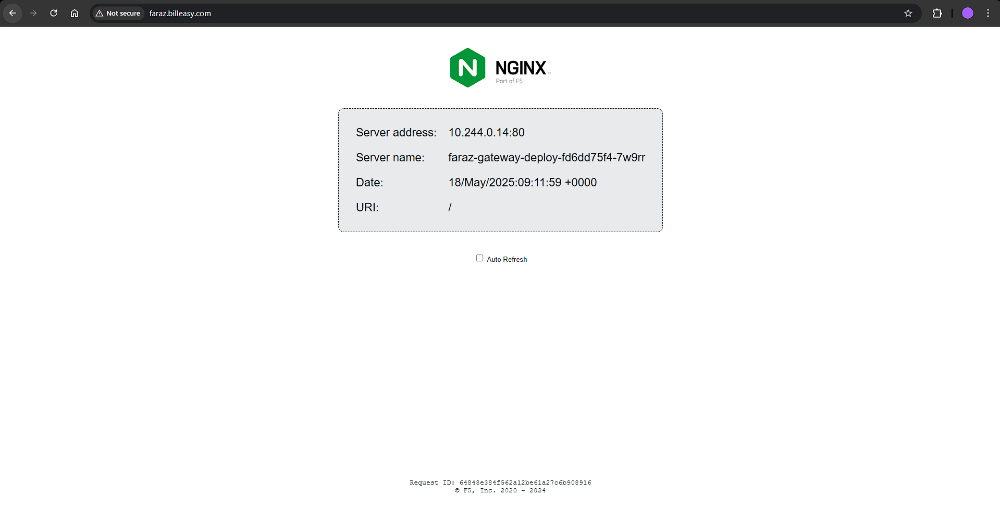 Not secure faraz.billeasy.com
N NGINX
Part of F5
Server address: 10.244.0.14:80
Server name: faraz-gateway-deploy-fd6dd75f4-7w9rr
Date: 18/May/2025:09:11:59 +0000
URI: /
Auto Refresh
Request ID: 64848e384f562a12be61a27c6b908916
© F5, Inc. 2020 - 2024